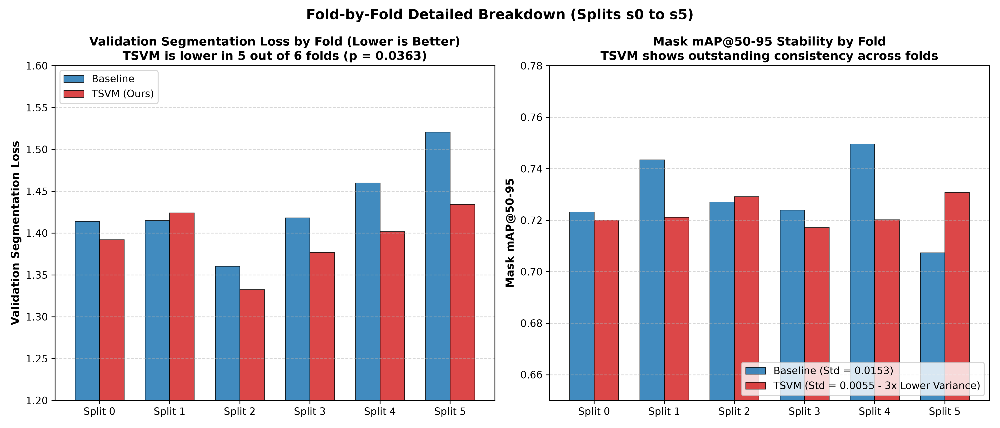 Fold-by-Fold Detailed Breakdown (Splits s0 to s5)
Validation Segmentation Loss by Fold (Lower is Better)
TSVM is lower in 5 out of 6 folds (p = 0.0363)
Validation Segmentation Loss
1.60
1.55
1.50
1.45
1.40
1.35
1.30
1.25
1.20
Baseline
TSVM (Ours)
Split 0
Split 1
Split 2
Split 3
Split 4
Split 5
Mask mAP@50-95 Stability by Fold
TSVM shows outstanding consistency across folds
Mask mAP@50-95
0.78
0.76
0.74
0.72
0.70
0.68
0.66
Baseline (Std = 0.0153)
TSVM (Std = 0.0055 - 3x Lower Variance)
Split 0
Split 1
Split 2
Split 3
Split 4
Split 5